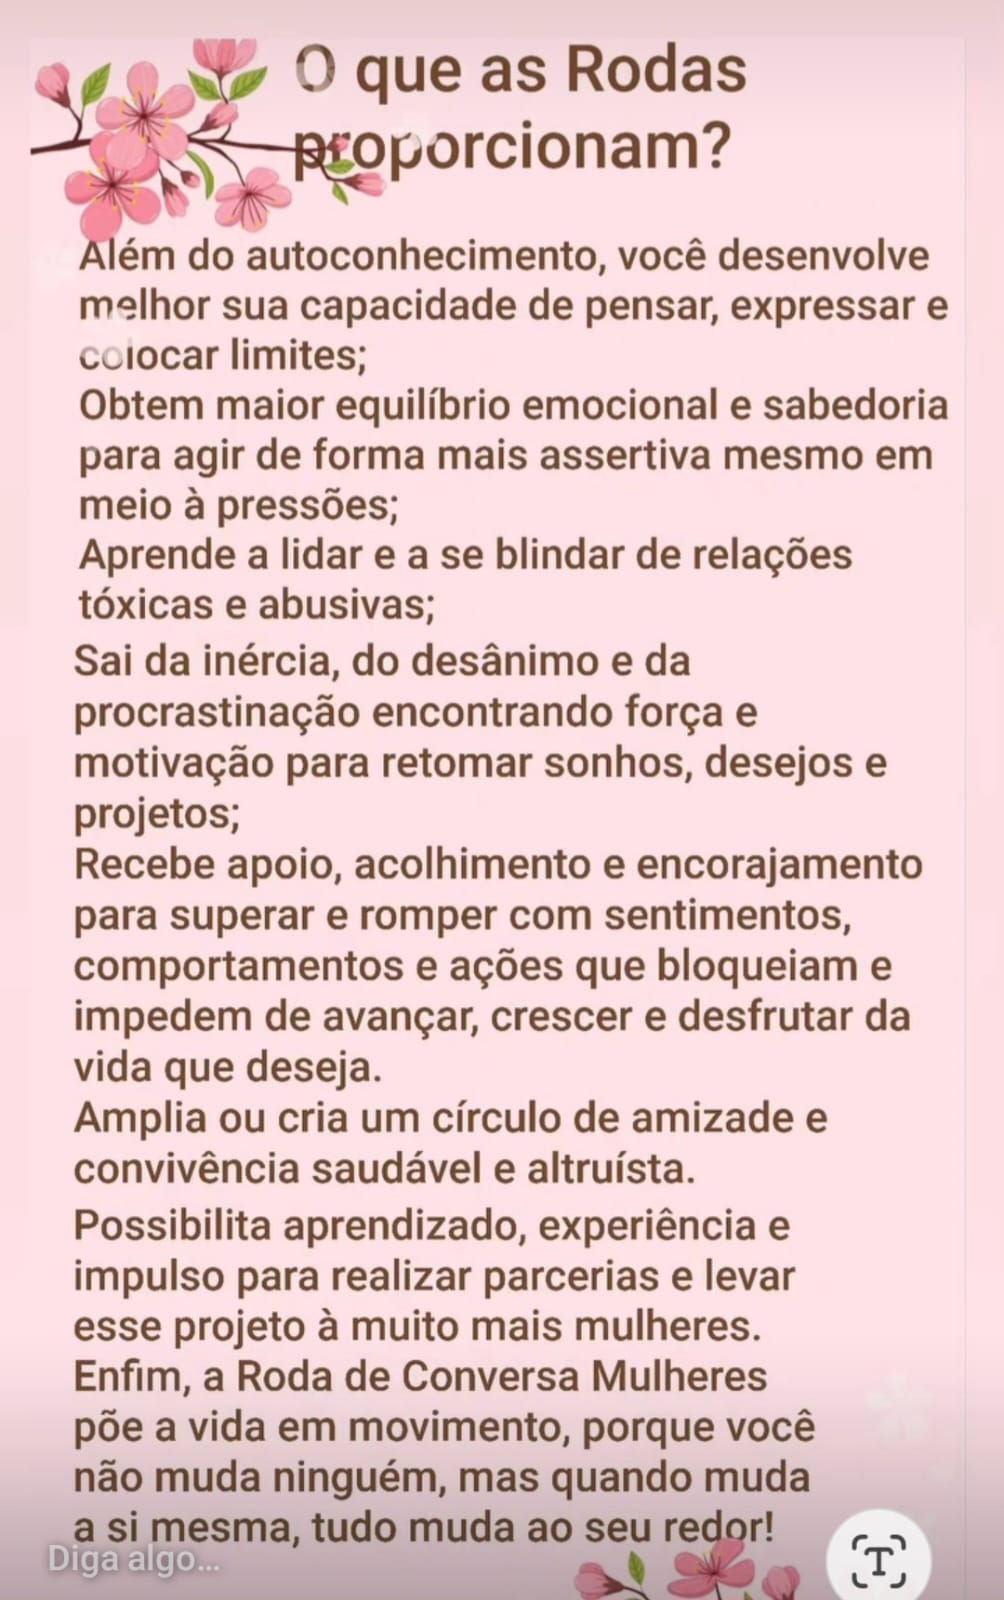 O que as Rodas
proporcionam?
Além do autoconhecimento, você desenvolve
melhor sua capacidade de pensar, expressar e
colocar limites;
Obtem maior equilíbrio emocional e sabedoria
para agir de forma mais assertiva mesmo em
meio à pressões;
Aprende a lidar e a se blindar de relações
tóxicas e abusivas;
Sai da inércia, do desânimo e da
procrastinação encontrando força e
motivação para retomar sonhos, desejos e
projetos;
Recebe apoio, acolhimento e encorajamento
para superar e romper com sentimentos,
comportamentos e ações que bloqueiam e
impedem de avançar, crescer e desfrutar da
vida que deseja.
Amplia ou cria um círculo de amizade e
convivência saudável e altruísta.
Possibilita aprendizado, experiência e
impulso para realizar parcerias e levar
esse projeto à muito mais mulheres.
Enfim, a Roda de Conversa Mulheres
põe a vida em movimento, porque você
não muda ninguém, mas quando muda
a si mesma, tudo muda ao seu redor!
Diga algo...
T